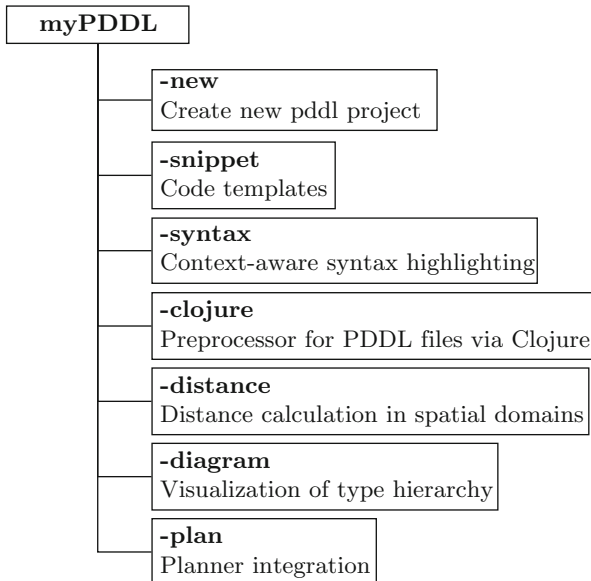 myPDDL
-new
Create new pddl project
-snippet
Code templates
-syntax
Context-aware syntax highlighting
-clojure
Preprocessor for PDDL files via Clojure
-distance
Distance calculation in spatial domains
-diagram
Visualization of type hierarchy
-plan
Planner integration